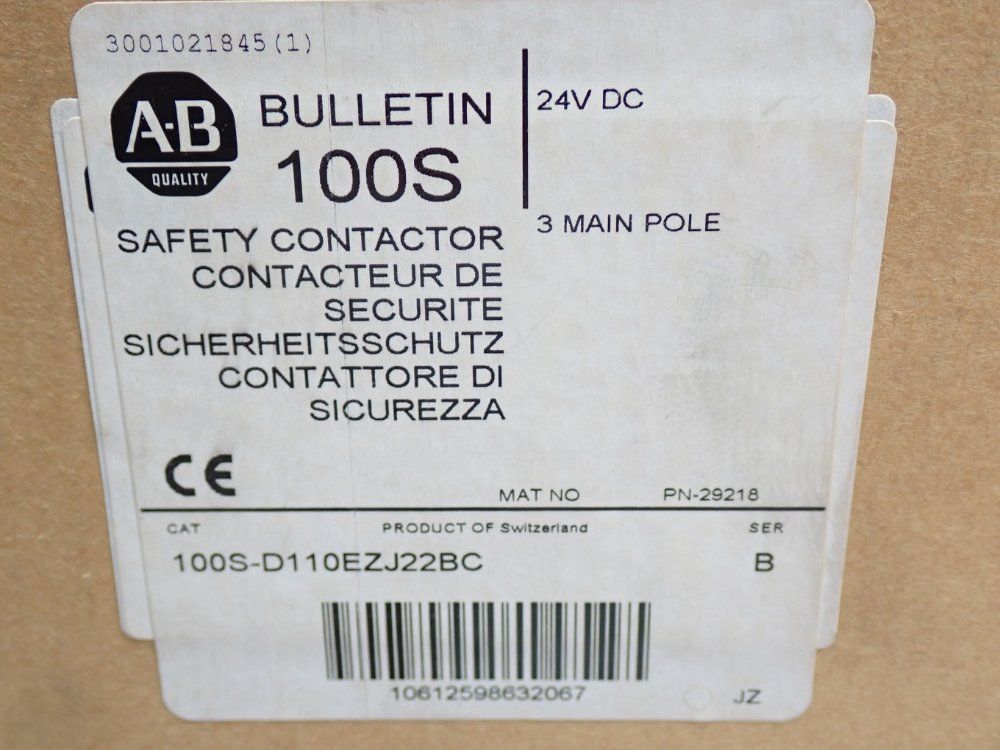 3001021845(1)
A-B
QUALITY
BULLETIN
100S
24V DC
3 MAIN POLE
SAFETY CONTACTOR
CONTACTEUR DE
SECURITE
SICHERHEITSSCHUTZ
CONTATTORE DI
SICUREZZA
CE
MAT NO PN-29218
CAT PRODUCT OF Switzerland SER
100S-D110EZJ22BC B
10612598632067
JZ